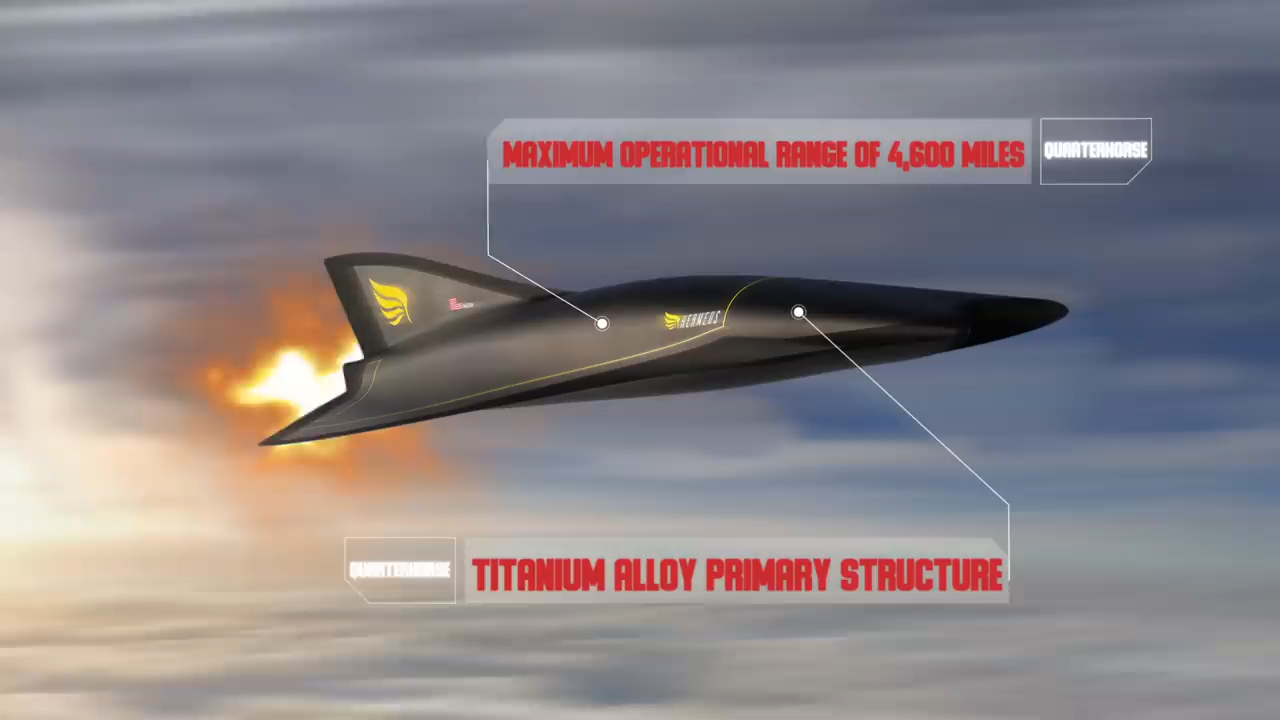 MAXIMUM OPERATIONAL RANGE OF 4,600 MILES
QUARTERHORSE
HERMEUS
QUARTERHORSE
TITANIUM ALLOY PRIMARY STRUCTURE